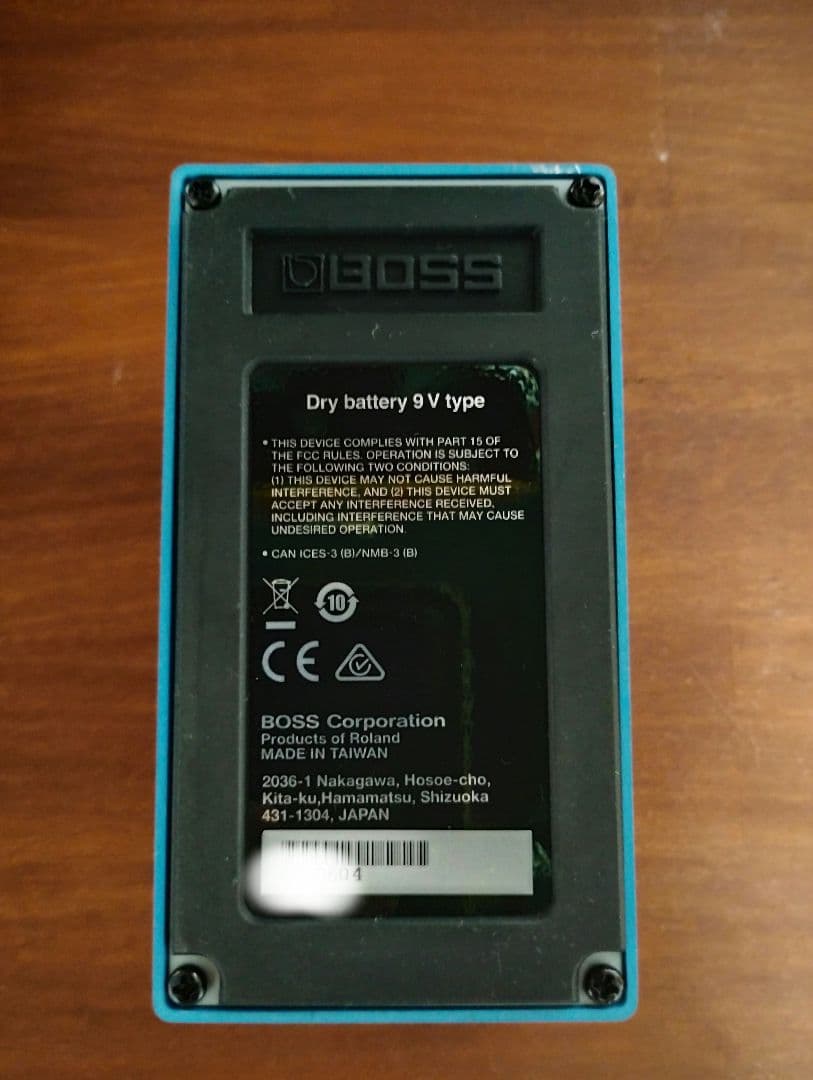 BOSS
Dry battery 9 V type
• THIS DEVICE COMPLIES WITH PART 15 OF
THE FCC RULES. OPERATION IS SUBJECT TO
THE FOLLOWING TWO CONDITIONS:
(1) THIS DEVICE MAY NOT CAUSE HARMFUL
INTERFERENCE, AND (2) THIS DEVICE MUST
ACCEPT ANY INTERFERENCE RECEIVED,
INCLUDING INTERFERENCE THAT MAY CAUSE
UNDESIRED OPERATION.
• CAN ICES-3 (B)/NMB-3 (B)
10
CE
BOSS Corporation
Products of Roland
MADE IN TAIWAN
2036-1 Nakagawa, Hosoe-cho,
Kita-ku,Hamamatsu, Shizuoka
431-1304, JAPAN